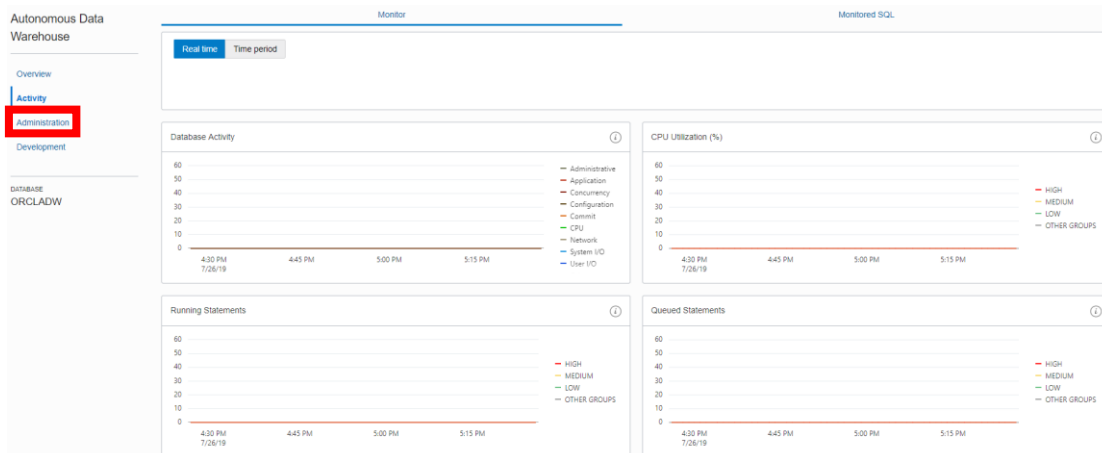 Autonomous Data
Warehouse
Overview
Activity
Administration
Development
DATABASE
ORCLADW
Monitor
Monitored SQL
Real time
Time period
Database Activity
60
50
40
30
20
10
0
4:30 PM
7/26/19
4:45 PM
5:00 PM
5:15 PM
Administrative
Application
Concurrency
Configuration
Commit
CPU
Network
System I/O
User I/O
CPU Utilization (%)
60
50
40
30
20
10
0
4:30 PM
7/26/19
4:45 PM
5:00 PM
5:15 PM
HIGH
MEDIUM
LOW
OTHER GROUPS
Running Statements
60
50
40
30
20
10
0
4:30 PM
7/26/19
4:45 PM
5:00 PM
5:15 PM
HIGH
MEDIUM
LOW
OTHER GROUPS
Queued Statements
60
50
40
30
20
10
0
4:30 PM
7/26/19
4:45 PM
5:00 PM
5:15 PM
HIGH
MEDIUM
LOW
OTHER GROUPS